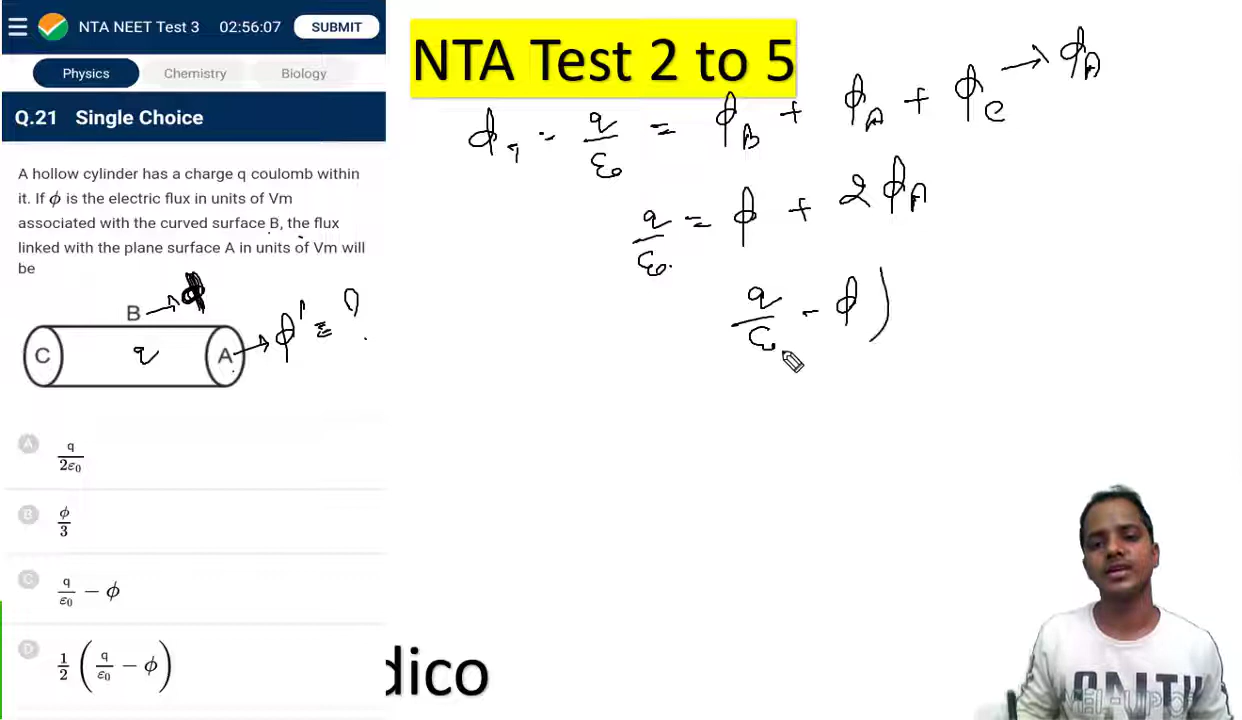 NTA NEET Test 3 02:56:07 SUBMIT
Physics Chemistry Biology
Q.21 Single Choice
A hollow cylinder has a charge q coulomb within
it. If ϕ is the electric flux in units of Vm
associated with the curved surface B, the flux
linked with the plane surface A in units of Vm will
be
B → ϕ
C q A → ϕ' = ?
A q/2ε₀
B ϕ/3
C q/ε₀ − ϕ
D 1/2 (q/ε₀ − ϕ)
NTA Test 2 to 5
ϕ_T = q/ε₀ = ϕ_B + ϕ_A + ϕ_C → ϕ_A
q/ε₀ = ϕ + 2ϕ_A
q/ε₀ − ϕ)
dico